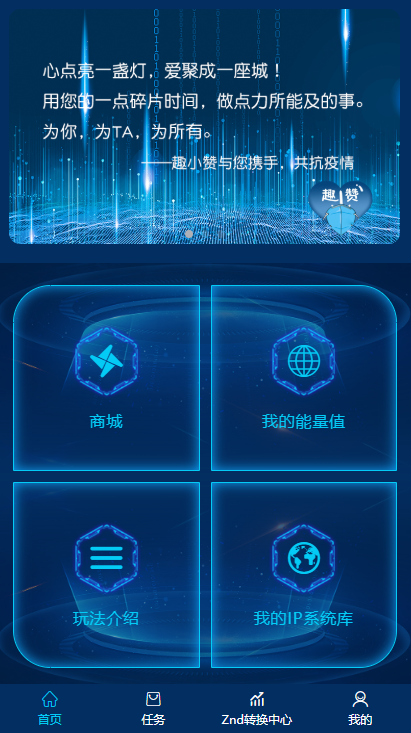 心点亮一盏灯，爱聚成一座城！
用您的一点碎片时间，做点力所能及的事。
为你，为TA，为所有。
——趣小赞与您携手，共抗疫情
趣 赞
商城
我的能量值
玩法介绍
我的IP系统库
首页
任务
Znd转换中心
我的